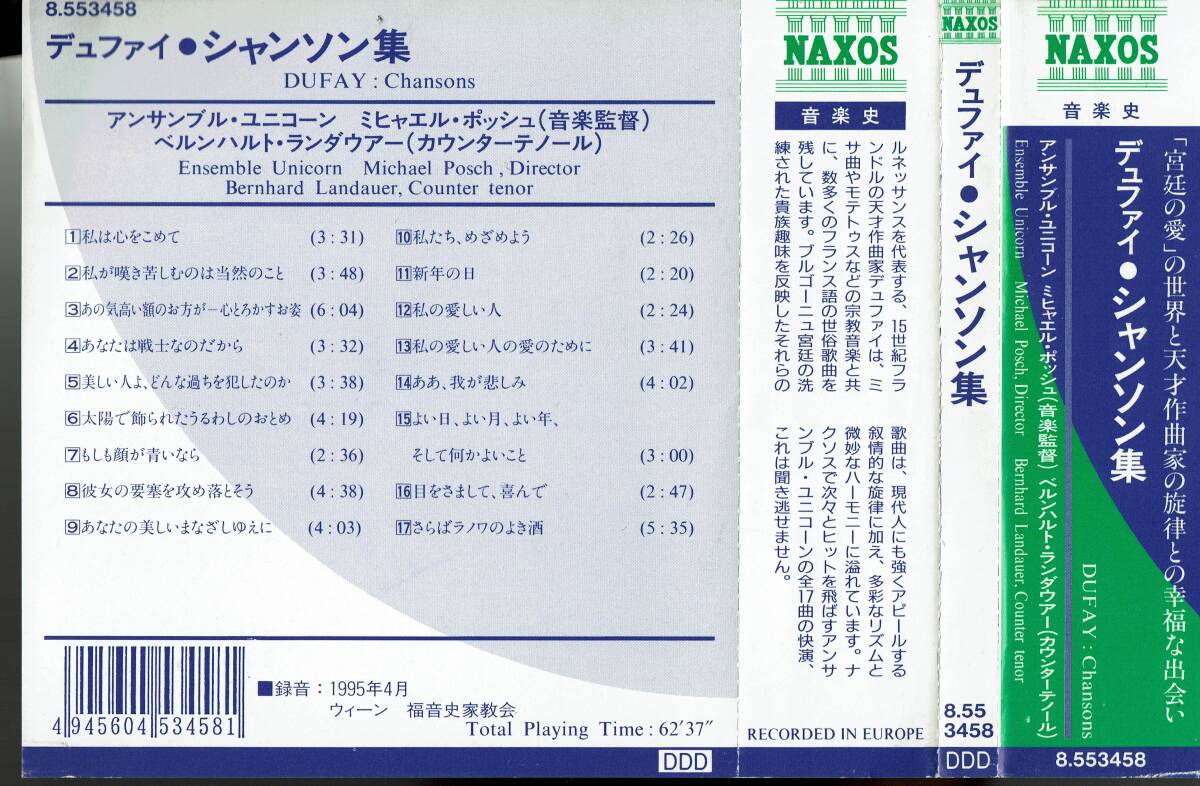 8.553458
デュファイ●シャンソン集
DUFAY : Chansons
アンサンブル・ユニコーン　ミヒャエル・ポッシュ(音楽監督)
ベルンハルト・ランダウアー(カウンターテノール)
Ensemble Unicorn　Michael Posch , Director
Bernhard Landauer, Counter tenor
1私は心をこめて (3 : 31)
2私が嘆き苦しむのは当然のこと (3 : 48)
3あの気高い額のお方が−心とろかすお姿 (6 : 04)
4あなたは戦士なのだから (3 : 32)
5美しい人よ、どんな過ちを犯したのか (3 : 38)
6太陽で飾られたうるわしのおとめ (4 : 19)
7もしも顔が青いなら (2 : 36)
8彼女の要塞を攻め落とそう (4 : 38)
9あなたの美しいまなざしゆえに (4 : 03)
10私たち、めざめよう (2 : 26)
11新年の日 (2 : 20)
12私の愛しい人 (2 : 24)
13私の愛しい人の愛のために (3 : 41)
14ああ、我が悲しみ (4 : 02)
15よい日、よい月、よい年、
そして何かよいこと (3 : 00)
16目をさまして、喜んで (2 : 47)
17さらばラノワのよき酒 (5 : 35)
4 945604 534581
■録音：1995年4月
ウィーン　福音史家教会
Total Playing Time : 62′37″
DDD
NAXOS
音楽史
ルネッサンスを代表する、15世紀フラ
ンドルの天才作曲家デュファイは、ミ
サ曲やモテトゥスなどの宗教音楽と共
に、数多くのフランス語の世俗歌曲を
残しています。ブルゴーニュ宮廷の洗
練された貴族趣味を反映したそれらの
歌曲は、現代人にも強くアピールする
叙情的な旋律に加え、多彩なリズムと
微妙なハーモニーに溢れています。ナ
クソスで次々とヒットを飛ばすアンサ
ンブル・ユニコーンの全17曲の快演、
これは聞き逃せません。
RECORDED IN EUROPE
NAXOS
デュファイ●シャンソン集
8.55
3458
DDD
NAXOS
音楽史
「宮廷の愛」の世界と天才作曲家の旋律との幸福な出会い
デュファイ●シャンソン集
DUFAY : Chansons
アンサンブル・ユニコーン ミヒャエル・ポッシュ(音楽監督) ベルンハルト・ランダウアー(カウンターテノール)
Ensemble Unicorn　Michael Posch, Director　Bernhard Landauer, Counter tenor
8.553458